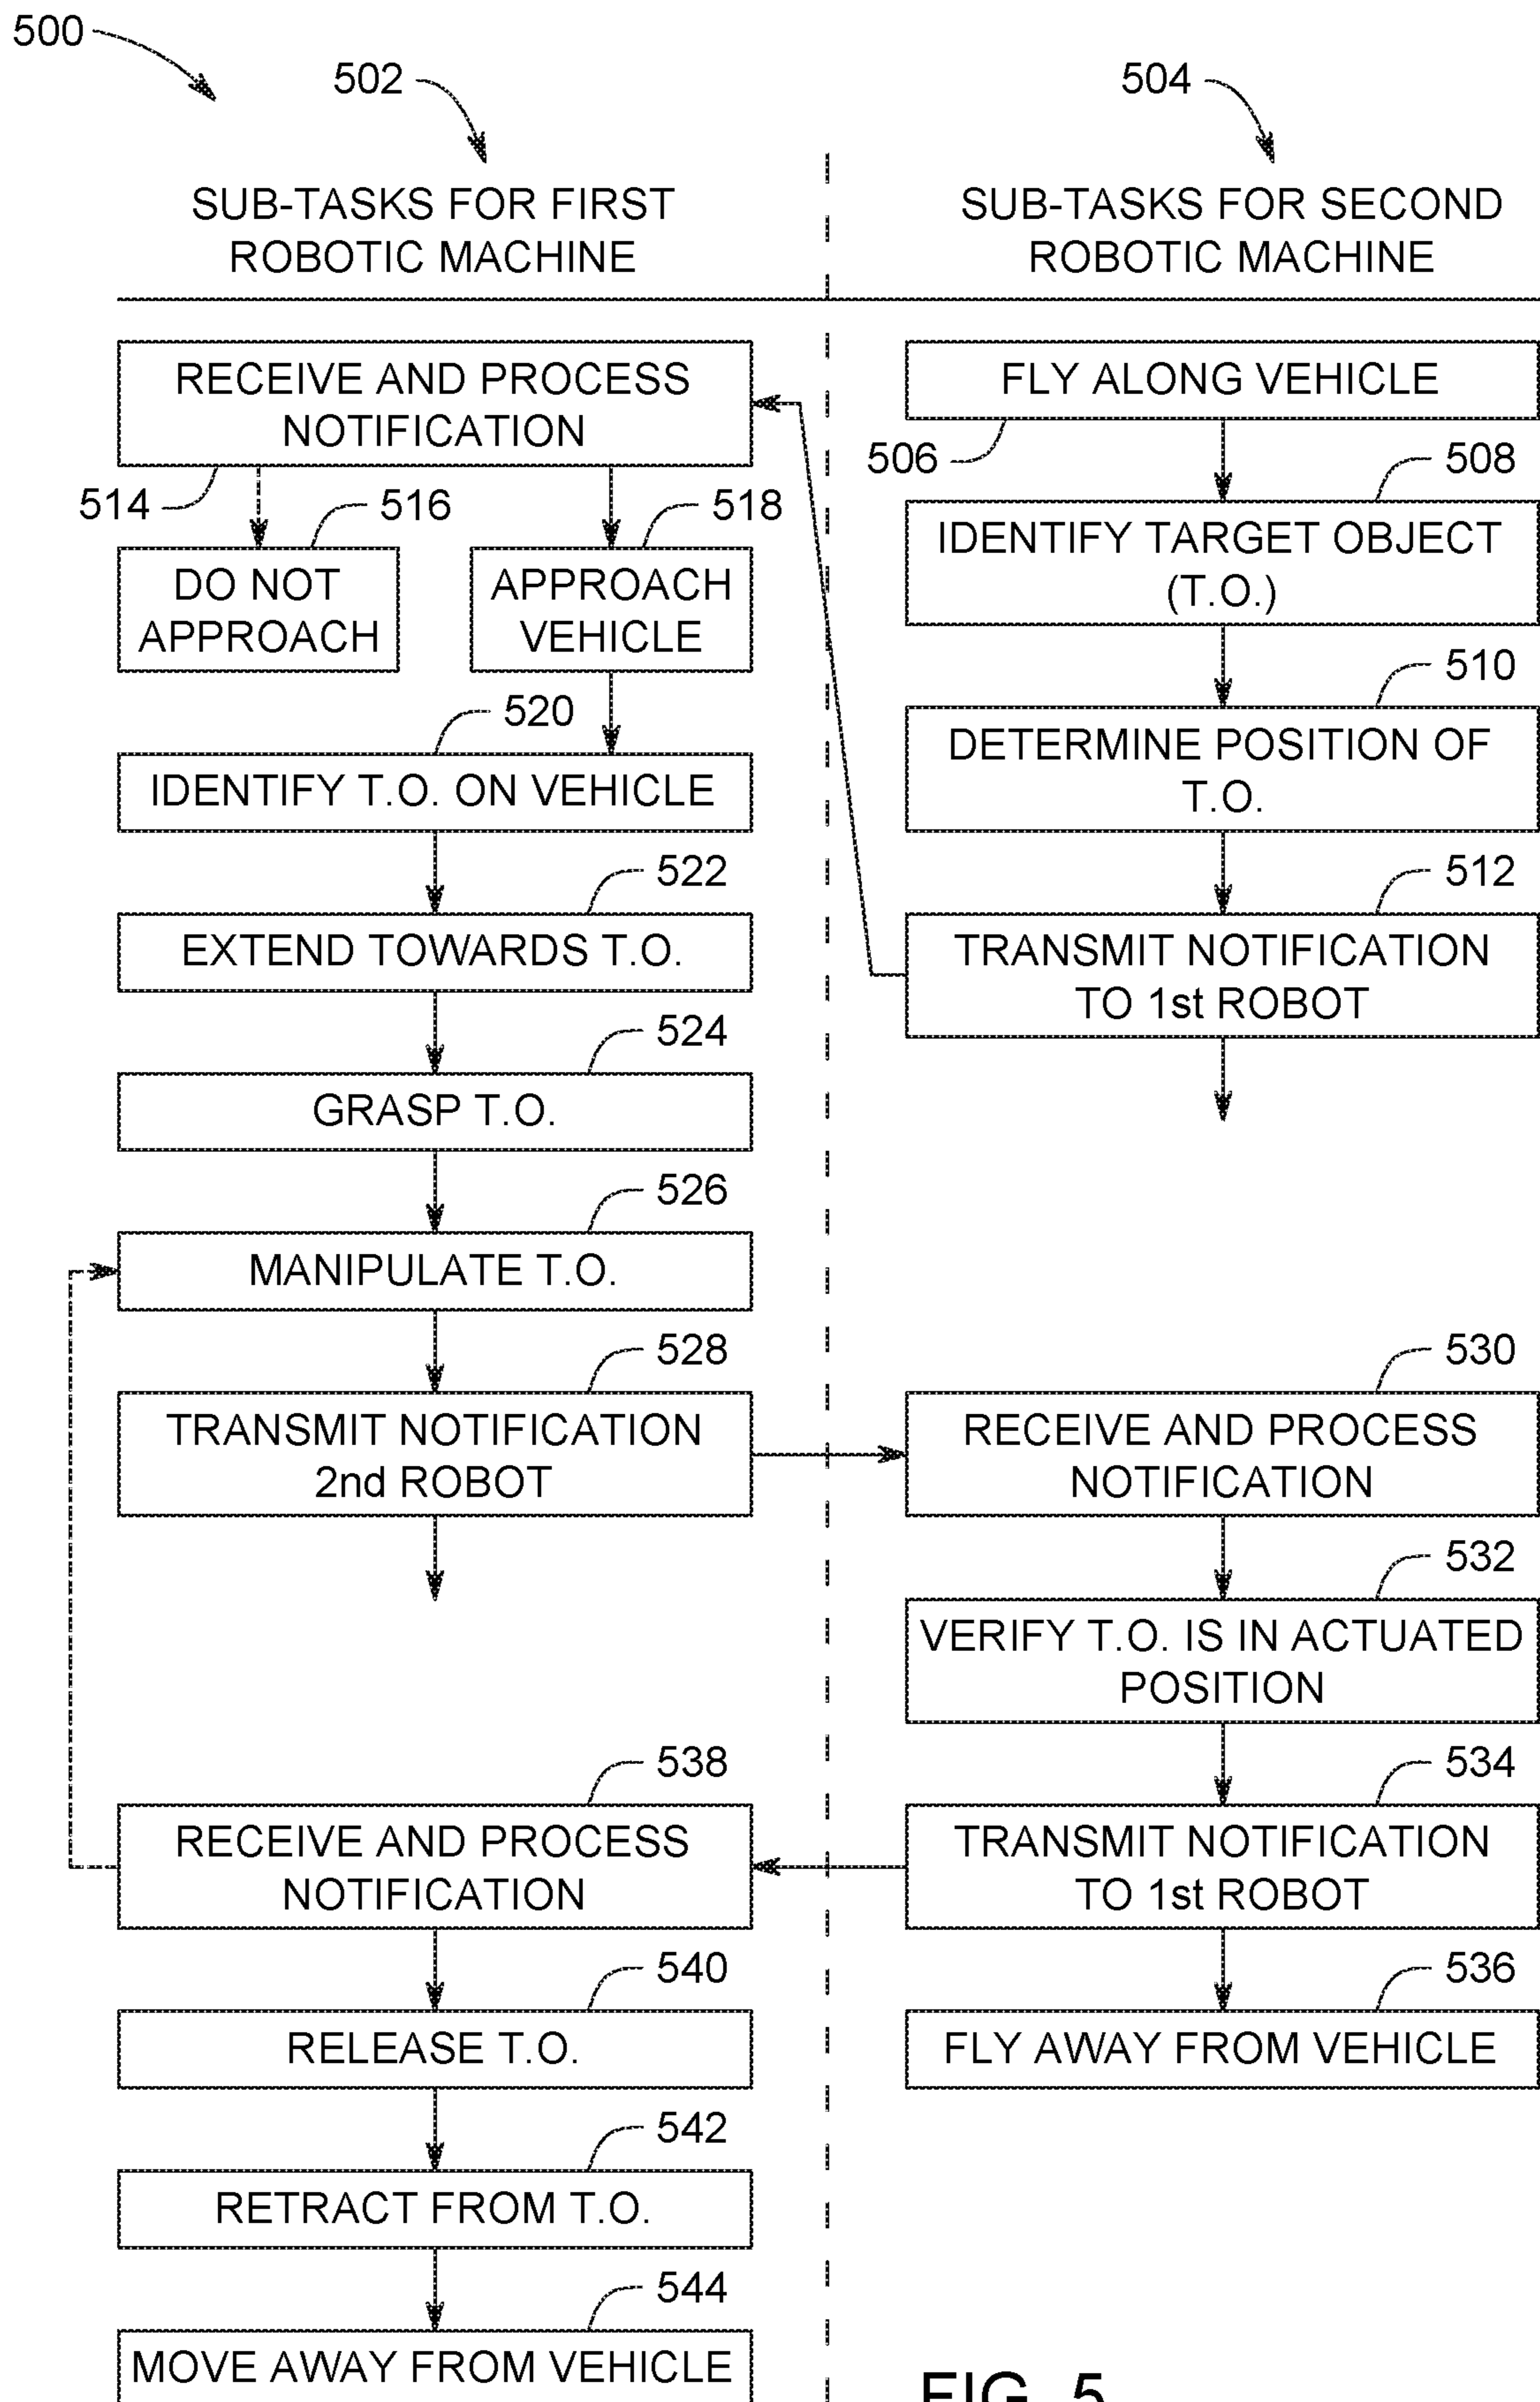 500
502
504
SUB-TASKS FOR FIRST
ROBOTIC MACHINE
SUB-TASKS FOR SECOND
ROBOTIC MACHINE
RECEIVE AND PROCESS
NOTIFICATION
514
516
518
DO NOT
APPROACH
APPROACH
VEHICLE
520
IDENTIFY T.O. ON VEHICLE
522
EXTEND TOWARDS T.O.
524
GRASP T.O.
526
MANIPULATE T.O.
528
TRANSMIT NOTIFICATION
2nd ROBOT
538
RECEIVE AND PROCESS
NOTIFICATION
540
RELEASE T.O.
542
RETRACT FROM T.O.
544
MOVE AWAY FROM VEHICLE
FLY ALONG VEHICLE
506
508
IDENTIFY TARGET OBJECT
(T.O.)
510
DETERMINE POSITION OF
T.O.
512
TRANSMIT NOTIFICATION
TO 1st ROBOT
530
RECEIVE AND PROCESS
NOTIFICATION
532
VERIFY T.O. IS IN ACTUATED
POSITION
534
TRANSMIT NOTIFICATION
TO 1st ROBOT
536
FLY AWAY FROM VEHICLE
FIG. 5